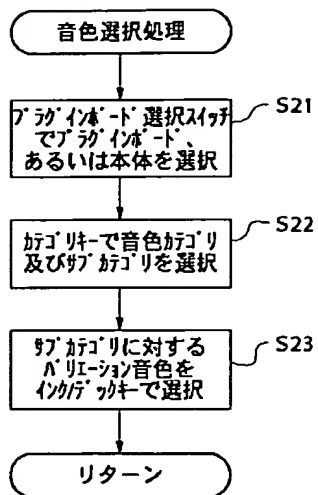 音色選択処理
ﾌﾟﾗｸﾞｲﾝﾎﾞｰﾄﾞ選択ｽｲｯﾁ
でﾌﾟﾗｸﾞｲﾝﾎﾞｰﾄﾞ、
あるいは本体を選択
S21
ｶﾃｺﾞﾘｷｰで音色ｶﾃｺﾞﾘ
及びｻﾌﾞｶﾃｺﾞﾘを選択
S22
ｻﾌﾞｶﾃｺﾞﾘに対する
ﾊﾞﾘｴｰｼｮﾝ音色を
ｲﾝｸ/ﾃﾞｯｸｷｰで選択
S23
リターン